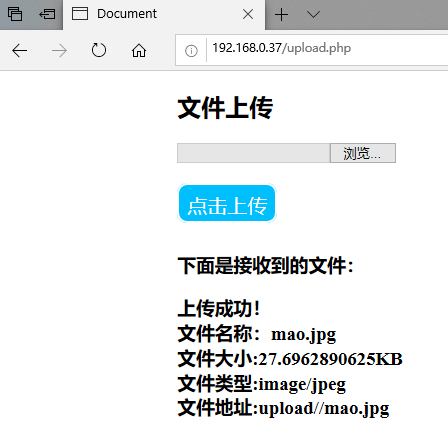 Document
192.168.0.37/upload.php
文件上传
浏览...
点击上传
下面是接收到的文件：
上传成功！
文件名称：mao.jpg
文件大小:27.6962890625KB
文件类型:image/jpeg
文件地址:upload//mao.jpg